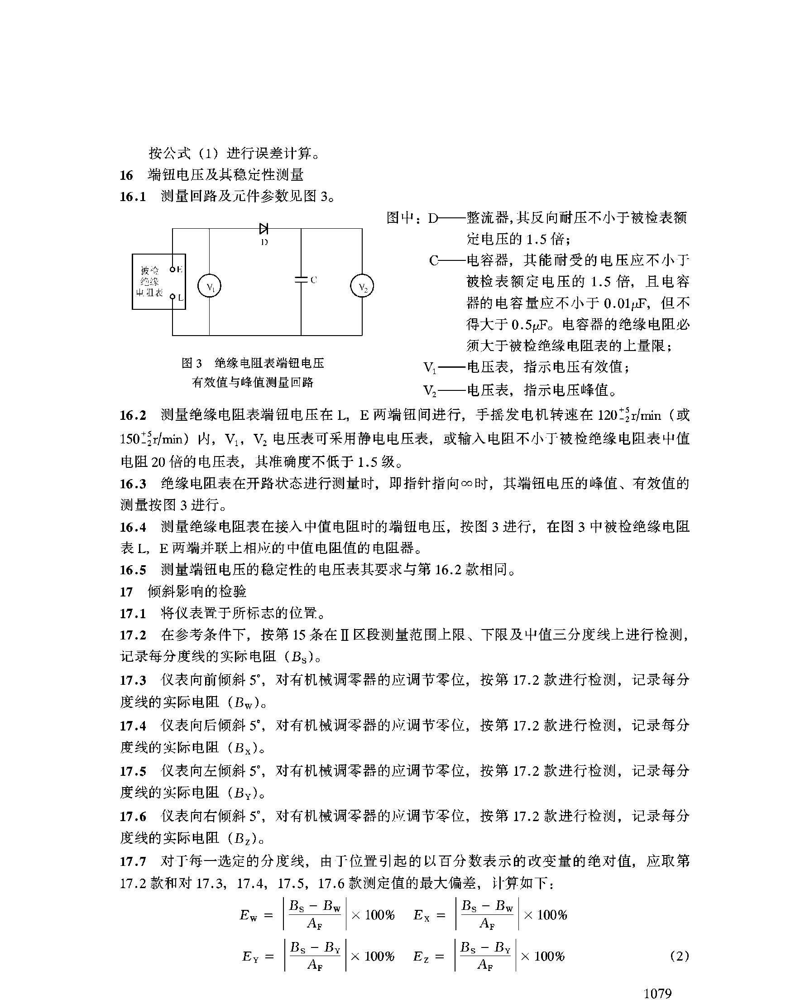 按公式（1）进行误差计算。
16　端钮电压及其稳定性测量
16.1　测量回路及元件参数见图 3。
被检
绝缘
电阻表
E
L
V₁
D
C
V₂
图 3　绝缘电阻表端钮电压
有效值与峰值测量回路
图中：D——整流器，其反向耐压不小于被检表额
定电压的 1.5 倍；
C——电容器，其能耐受的电压应不小于
被检表额定电压的 1.5 倍，且电容
器的电容量应不小于 0.01μF，但不
得大于 0.5μF。电容器的绝缘电阻必
须大于被检绝缘电阻表的上量限；
V₁——电压表，指示电压有效值；
V₂——电压表，指示电压峰值。
16.2　测量绝缘电阻表端钮电压在 L，E 两端钮间进行，手摇发电机转速在 120⁺⁵₋₂r/min（或
150⁺⁵₋₂r/min）内，V₁，V₂ 电压表可采用静电电压表，或输入电阻不小于被检绝缘电阻表中值
电阻 20 倍的电压表，其准确度不低于 1.5 级。
16.3　绝缘电阻表在开路状态进行测量时，即指针指向∞时，其端钮电压的峰值、有效值的
测量按图 3 进行。
16.4　测量绝缘电阻表在接入中值电阻时的端钮电压，按图 3 进行，在图 3 中被检绝缘电阻
表 L，E 两端并联上相应的中值电阻值的电阻器。
16.5　测量端钮电压的稳定性的电压表其要求与第 16.2 款相同。
17　倾斜影响的检验
17.1　将仪表置于所标志的位置。
17.2　在参考条件下，按第 15 条在Ⅱ区段测量范围上限、下限及中值三分度线上进行检测，
记录每分度线的实际电阻（B_S）。
17.3　仪表向前倾斜 5°，对有机械调零器的应调节零位，按第 17.2 款进行检测，记录每分
度线的实际电阻（B_W）。
17.4　仪表向后倾斜 5°，对有机械调零器的应调节零位，按第 17.2 款进行检测，记录每分
度线的实际电阻（B_X）。
17.5　仪表向左倾斜 5°，对有机械调零器的应调节零位，按第 17.2 款进行检测，记录每分
度线的实际电阻（B_Y）。
17.6　仪表向右倾斜 5°，对有机械调零器的应调节零位，按第 17.2 款进行检测，记录每分
度线的实际电阻（B_Z）。
17.7　对于每一选定的分度线，由于位置引起的以百分数表示的改变量的绝对值，应取第
17.2 款和对 17.3，17.4，17.5，17.6 款测定值的最大偏差，计算如下：
E_W = |(B_S − B_W)/A_F| × 100%　E_X = |(B_S − B_W)/A_F| × 100%
E_Y = |(B_S − B_Y)/A_F| × 100%　E_Z = |(B_S − B_Y)/A_F| × 100%　（2）
1079